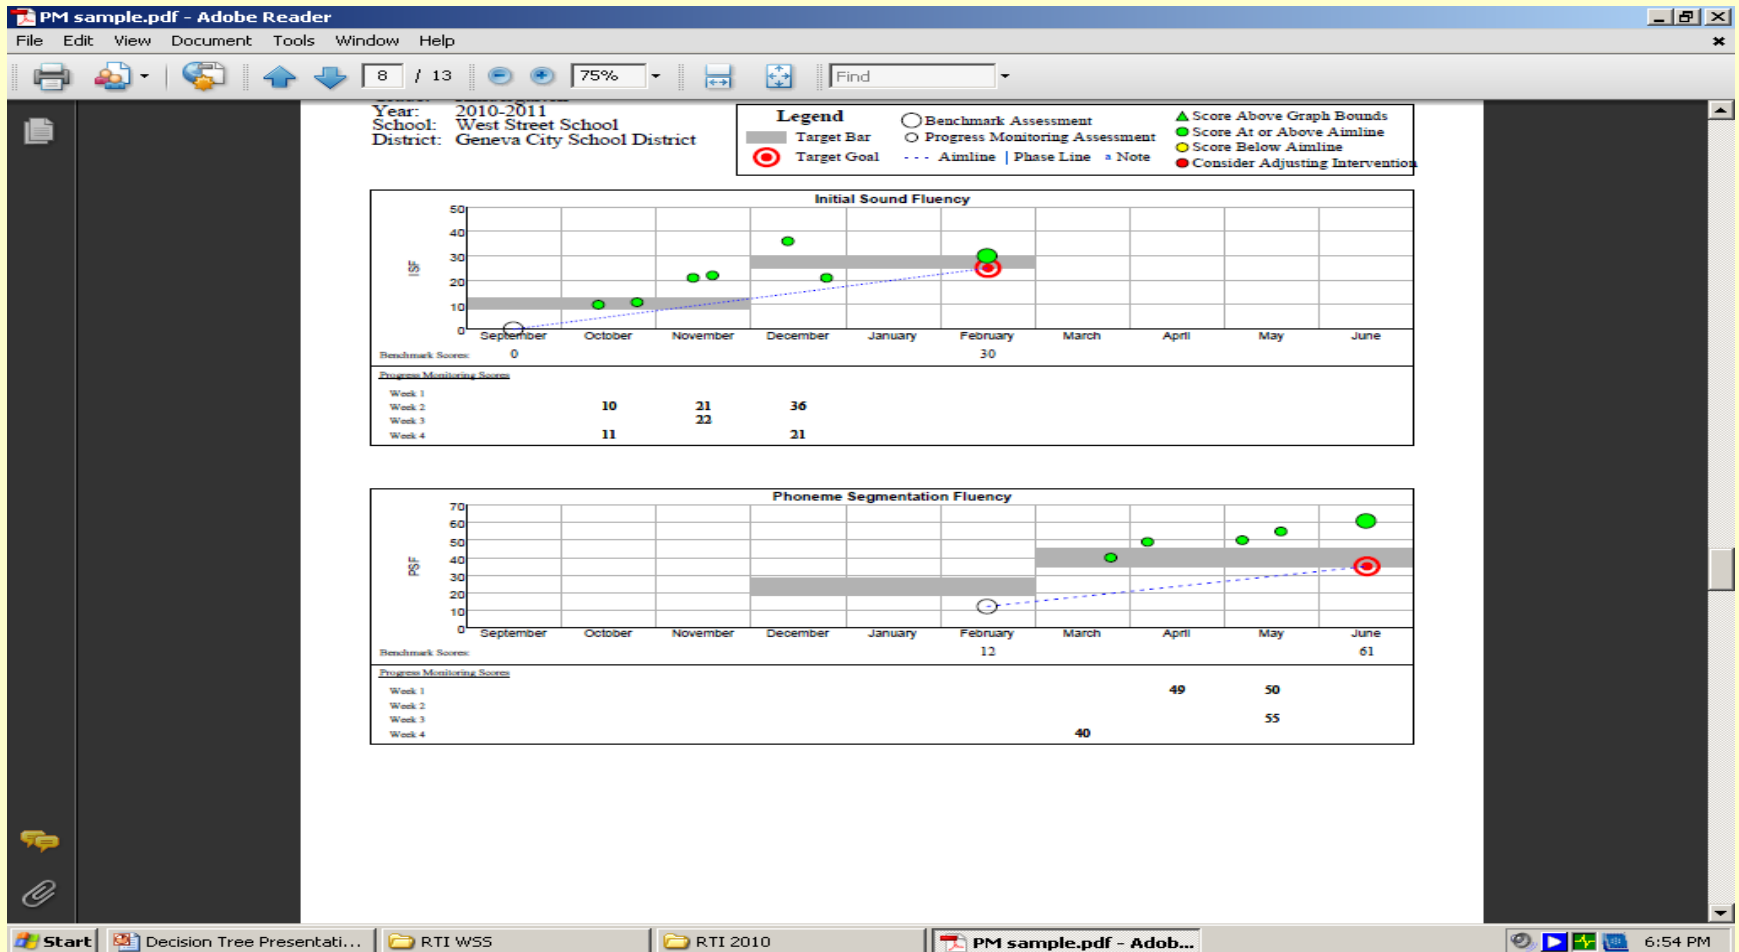 PM sample.pdf - Adobe Reader
File Edit View Document Tools Window Help
8 / 13 75% Find
Year: 2010-2011
School: West Street School
District: Geneva City School District
Legend
Target Bar
Target Goal
Benchmark Assessment
Progress Monitoring Assessment
- - - Aimline | Phase Line a Note
Score Above Graph Bounds
Score At or Above Aimline
Score Below Aimline
Consider Adjusting Intervention
Initial Sound Fluency
ISF
50
40
30
20
10
0
September October November December January February March April May June
Benchmark Scores: 0 30
Progress Monitoring Scores
Week 1
Week 2 10 21 36
Week 3 22
Week 4 11 21
Phoneme Segmentation Fluency
PSF
70
60
50
40
30
20
10
0
September October November December January February March April May June
Benchmark Scores: 12 61
Progress Monitoring Scores
Week 1 49 50
Week 2
Week 3 55
Week 4 40
Start Decision Tree Presentati... RTI WSS RTI 2010 PM sample.pdf - Adob... 6:54 PM